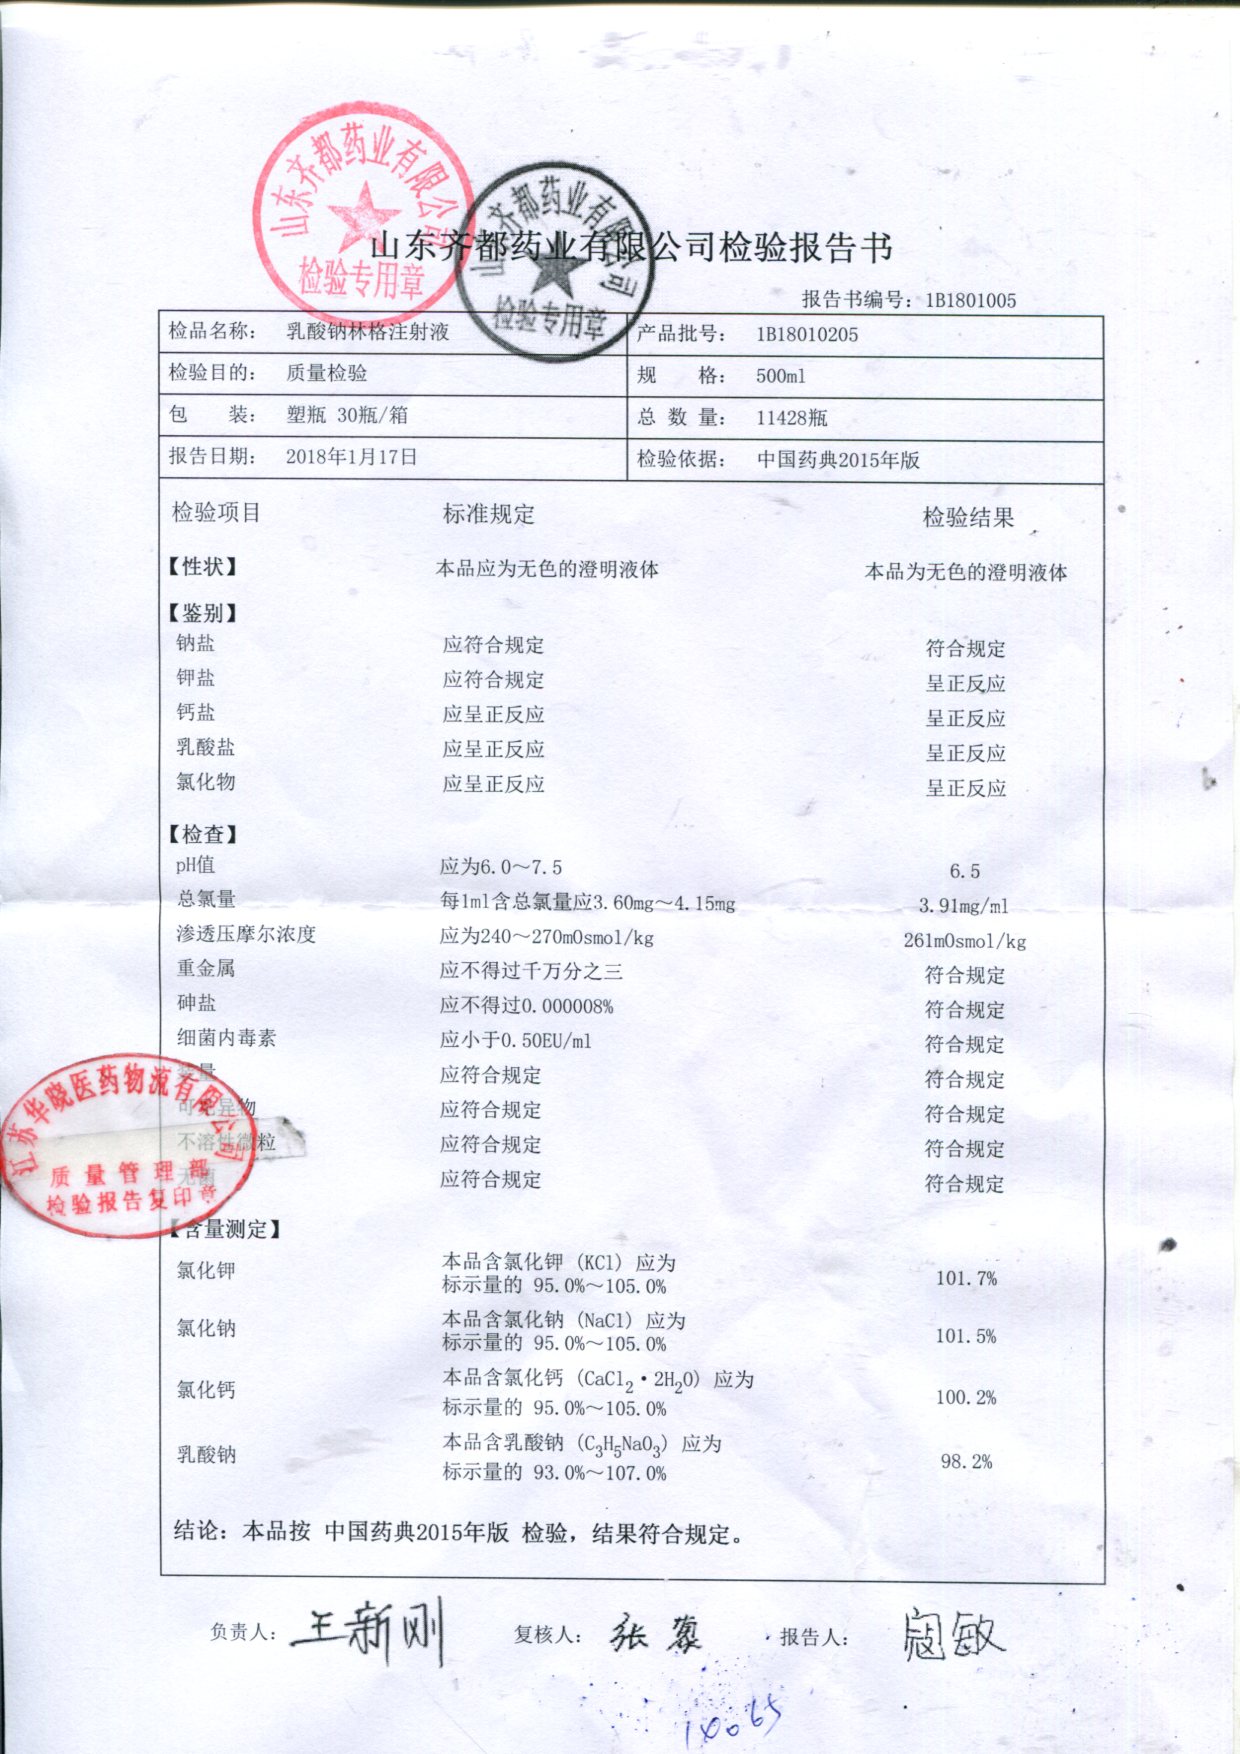 山东齐都药业有限公司
检验专用章
山东齐都药业有限公司
检验专用章
山东齐都药业有限公司检验报告书
报告书编号：1B1801005
检品名称： 乳酸钠林格注射液 产品批号： 1B18010205
检验目的： 质量检验 规 格： 500ml
包 装： 塑瓶 30瓶/箱 总 数 量： 11428瓶
报告日期： 2018年1月17日 检验依据： 中国药典2015年版
检验项目 标准规定 检验结果
【性状】 本品应为无色的澄明液体 本品为无色的澄明液体
【鉴别】
钠盐 应符合规定 符合规定
钾盐 应符合规定 呈正反应
钙盐 应呈正反应 呈正反应
乳酸盐 应呈正反应 呈正反应
氯化物 应呈正反应 呈正反应
【检查】
pH值 应为6.0～7.5 6.5
总氯量 每1ml含总氯量应3.60mg～4.15mg 3.91mg/ml
渗透压摩尔浓度 应为240～270mOsmol/kg 261mOsmol/kg
重金属 应不得过千万分之三 符合规定
砷盐 应不得过0.000008% 符合规定
细菌内毒素 应小于0.50EU/ml 符合规定
装量 应符合规定 符合规定
可见异物 应符合规定 符合规定
不溶性微粒 应符合规定 符合规定
无菌 应符合规定 符合规定
江苏华晓医药物流有限公司
质量管理部
检验报告复印章
【含量测定】
氯化钾 本品含氯化钾（KCl）应为
标示量的 95.0%～105.0% 101.7%
氯化钠 本品含氯化钠（NaCl）应为
标示量的 95.0%～105.0% 101.5%
氯化钙 本品含氯化钙（CaCl₂·2H₂O）应为
标示量的 95.0%～105.0% 100.2%
乳酸钠 本品含乳酸钠（C₃H₅NaO₃）应为
标示量的 93.0%～107.0% 98.2%
结论：本品按 中国药典2015年版 检验，结果符合规定。
负责人： 王新刚 复核人： 张 报告人： 寇敏